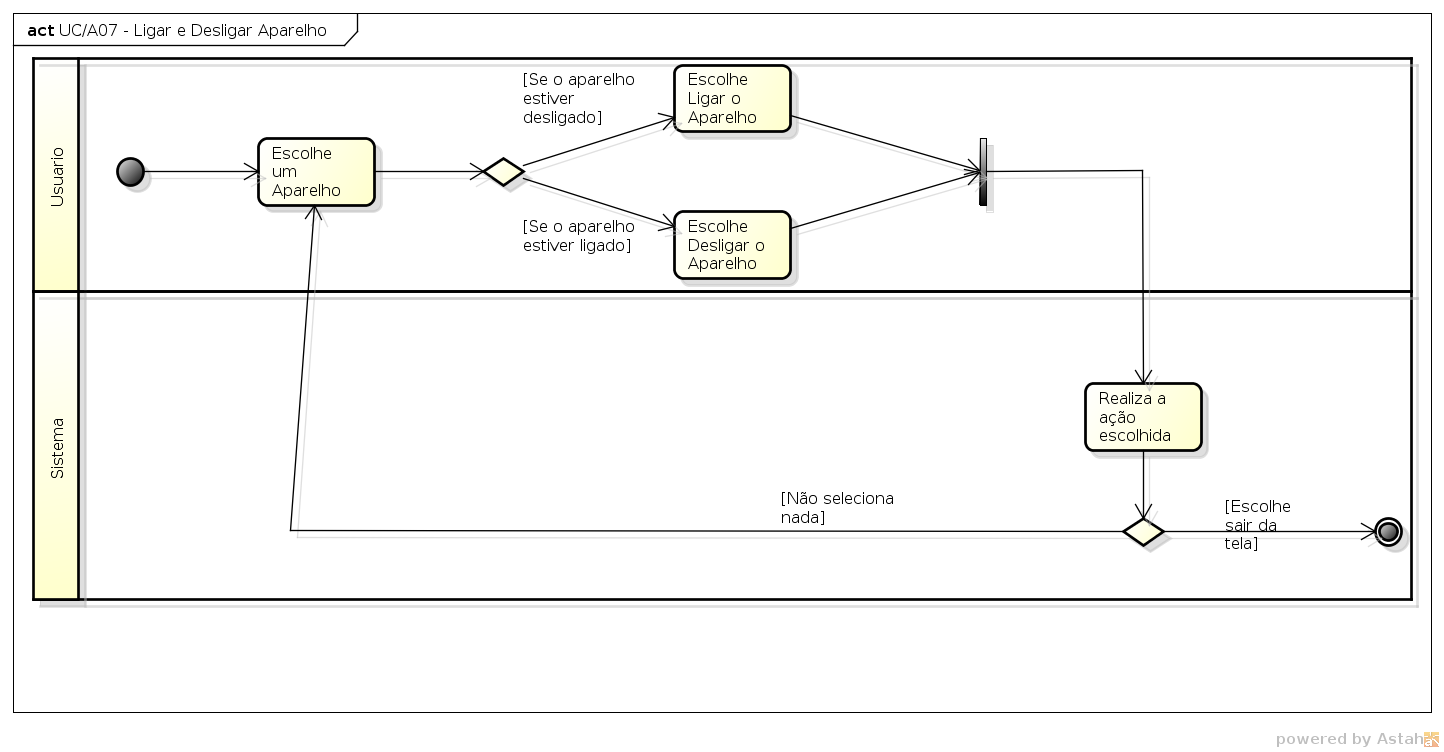 act UC/A07 - Ligar e Desligar Aparelho
Usuario
Escolhe
um
Aparelho
[Se o aparelho
estiver
desligado]
[Se o aparelho
estiver ligado]
Escolhe
Ligar o
Aparelho
Escolhe
Desligar o
Aparelho
Sistema
Realiza a
ação
escolhida
[Não seleciona
nada]
[Escolhe
sair da
tela]
powered by Astah